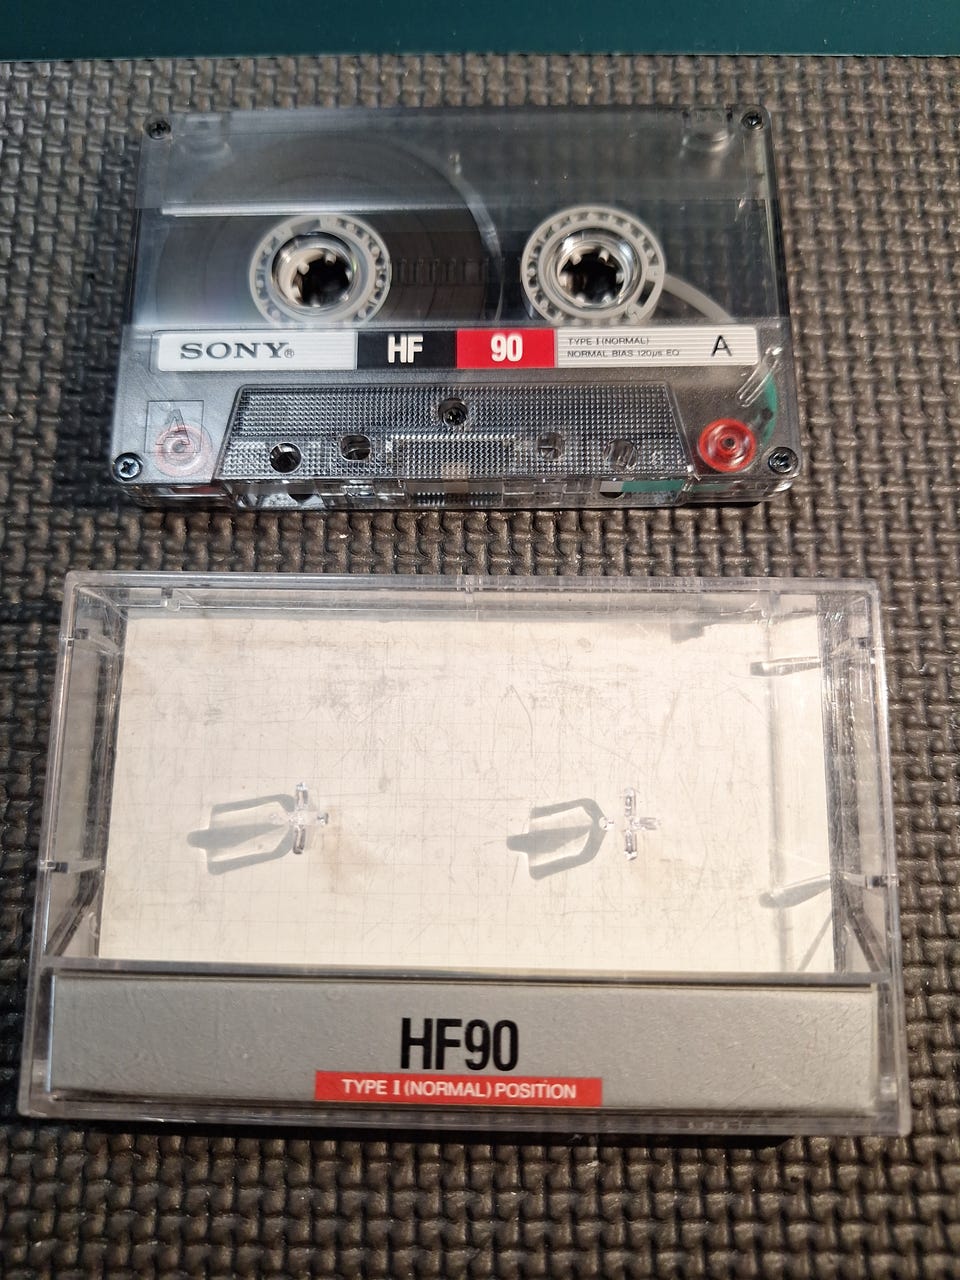 SONY®
HF
90
TYPE I (NORMAL)
NORMAL BIAS 120µs EQ
A
A
HF90
TYPE I (NORMAL) POSITION